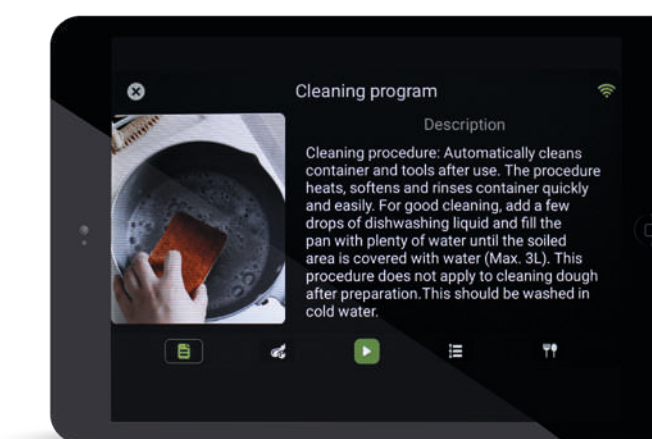 Cleaning program
Description
Cleaning procedure: Automatically cleans
container and tools after use. The procedure
heats, softens and rinses container quickly
and easily. For good cleaning, add a few
drops of dishwashing liquid and fill the
pan with plenty of water until the soiled
area is covered with water (Max. 3L). This
procedure does not apply to cleaning dough
after preparation.This should be washed in
cold water.